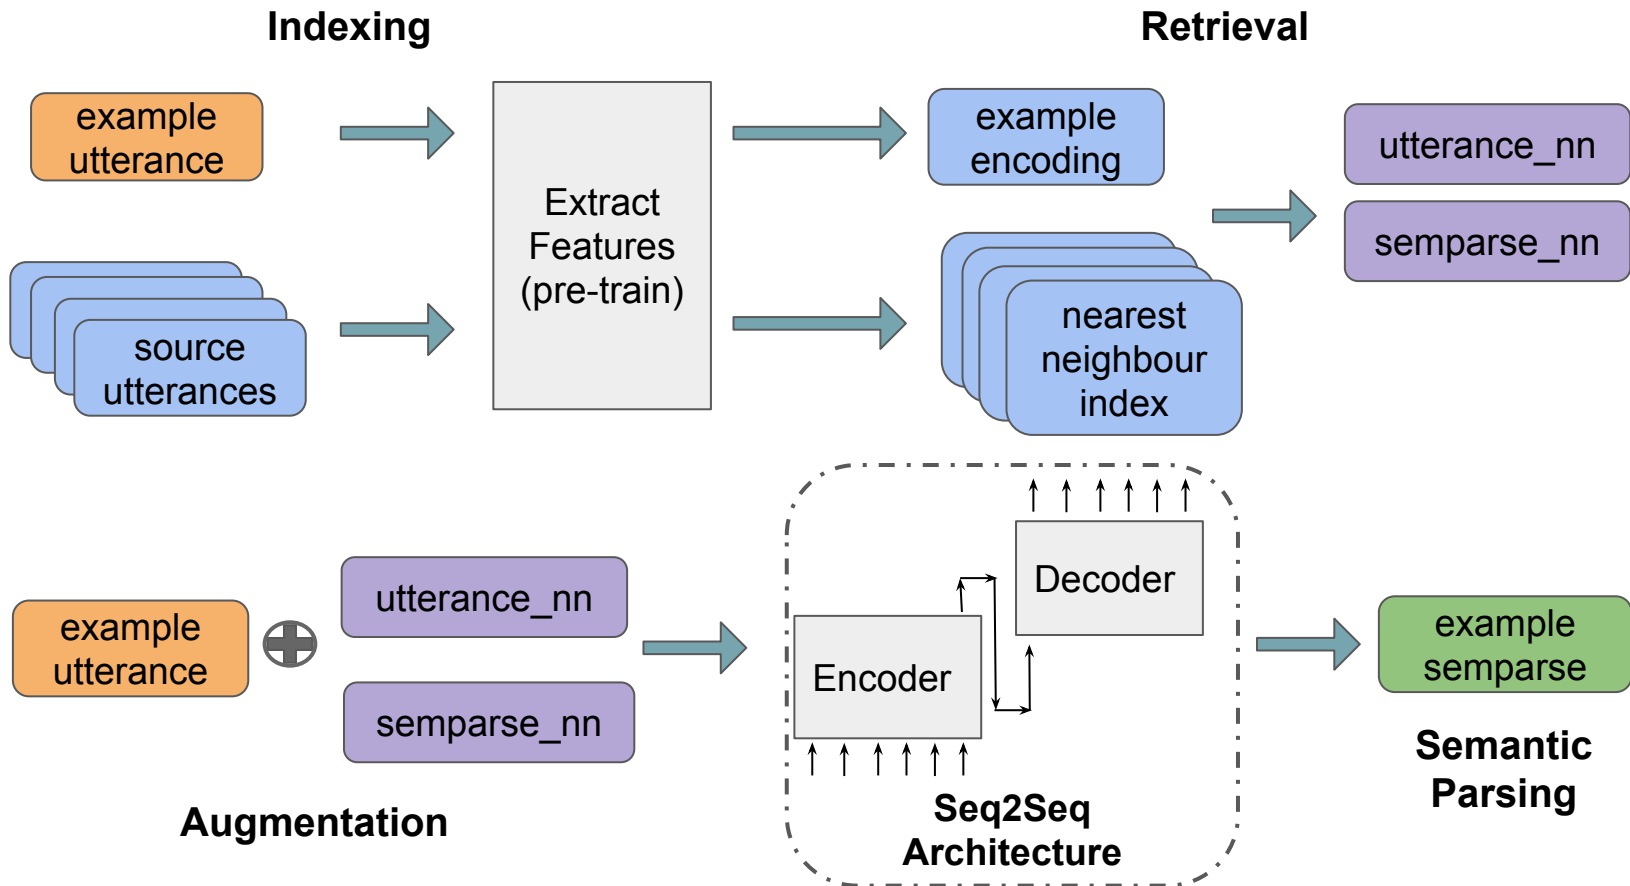 Indexing
Retrieval
example
utterance
Extract
Features
(pre-train)
example
encoding
utterance_nn
semparse_nn
source
utterances
nearest
neighbour
index
example
utterance
utterance_nn
semparse_nn
Encoder
Decoder
example
semparse
Augmentation
Seq2Seq
Architecture
Semantic
Parsing